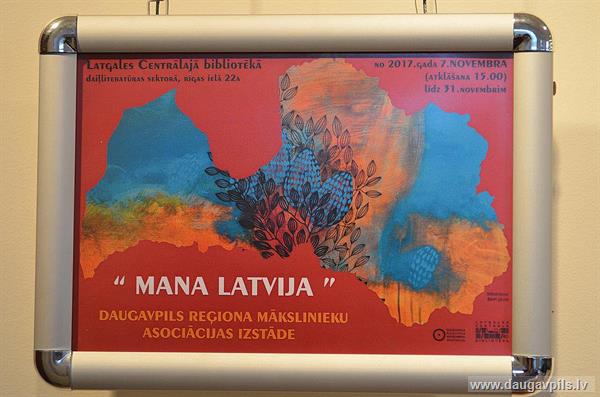 Latgales Centrālajā bibliotēkā
daiļliteratūras sektorā, rīgas ielā 22a
no 2017.gada 7.novembra
(atklāšana 15.00)
līdz 31.novembrim
“ MANA LATVIJA ”
DAUGAVPILS REĢIONA MĀKSLINIEKU
ASOCIĀCIJAS IZSTĀDE
www.daugavpils.lv